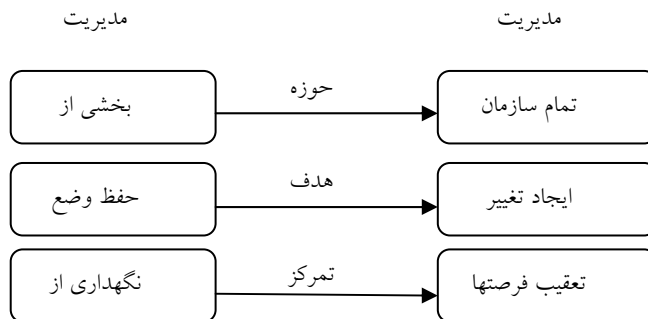 مدیریت
مدیریت
تمام سازمان
حوزه
بخشی از
ایجاد تغییر
هدف
حفظ وضع
تعقیب فرصتها
تمرکز
نگهداری از